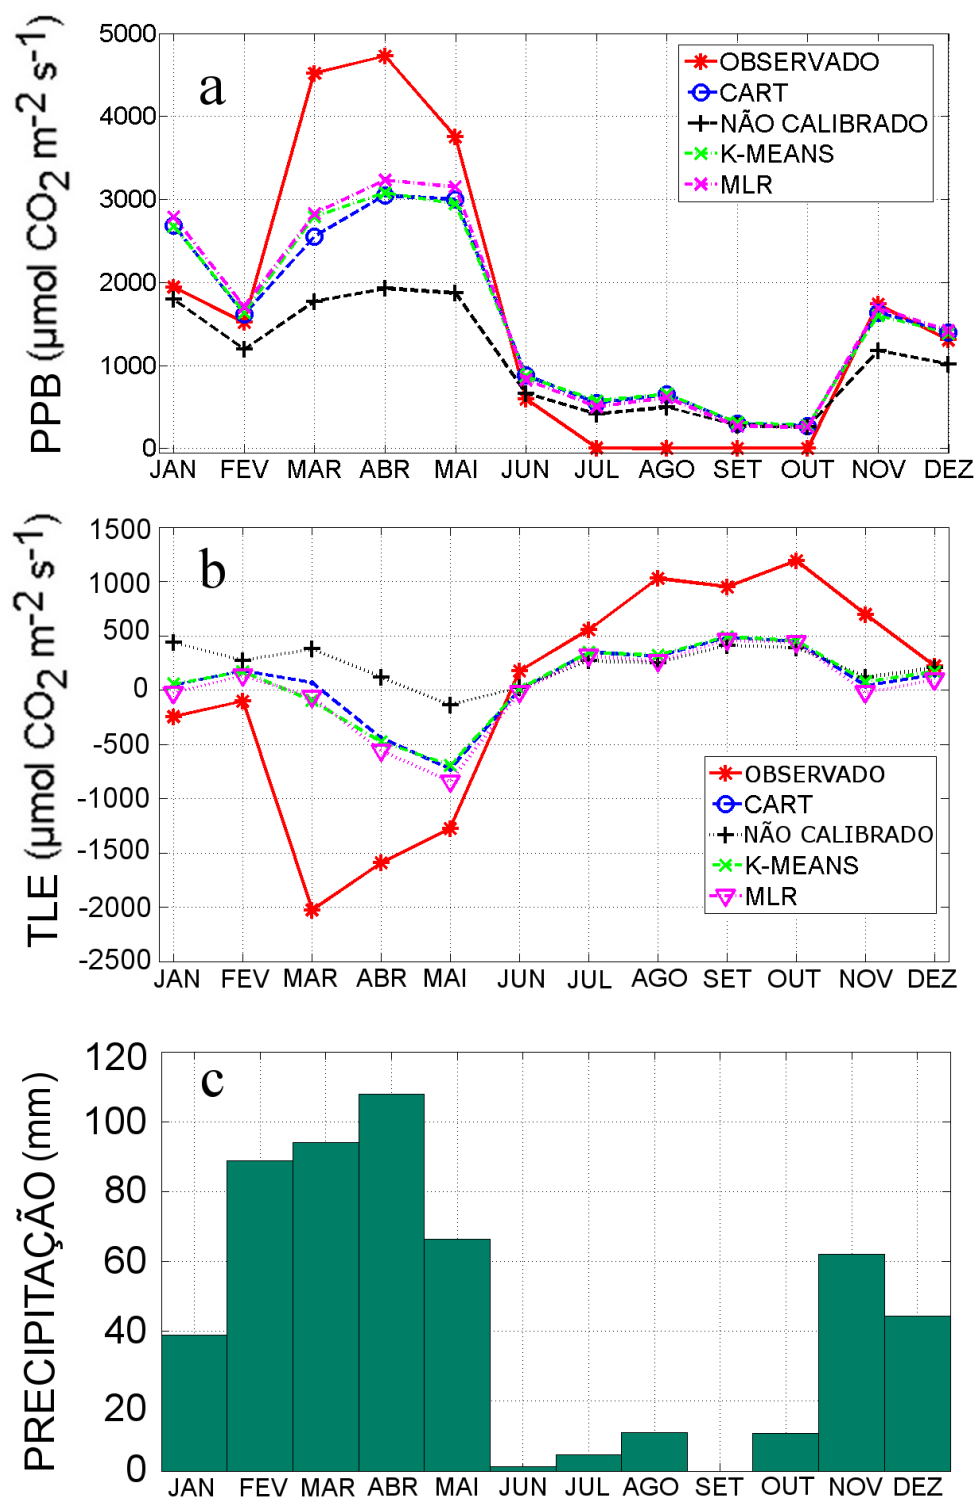 PPB (µmol CO2 m-2 s-1)
a
5000
4000
3000
2000
1000
0
OBSERVADO
CART
NÃO CALIBRADO
K-MEANS
MLR
JAN FEV MAR ABR MAI JUN JUL AGO SET OUT NOV DEZ
TLE (µmol CO2 m-2 s-1)
b
1500
1000
500
0
-500
-1000
-1500
-2000
-2500
OBSERVADO
CART
NÃO CALIBRADO
K-MEANS
MLR
JAN FEV MAR ABR MAI JUN JUL AGO SET OUT NOV DEZ
PRECIPITAÇÃO (mm)
c
120
100
80
60
40
20
0
JAN FEV MAR ABR MAI JUN JUL AGO SET OUT NOV DEZ